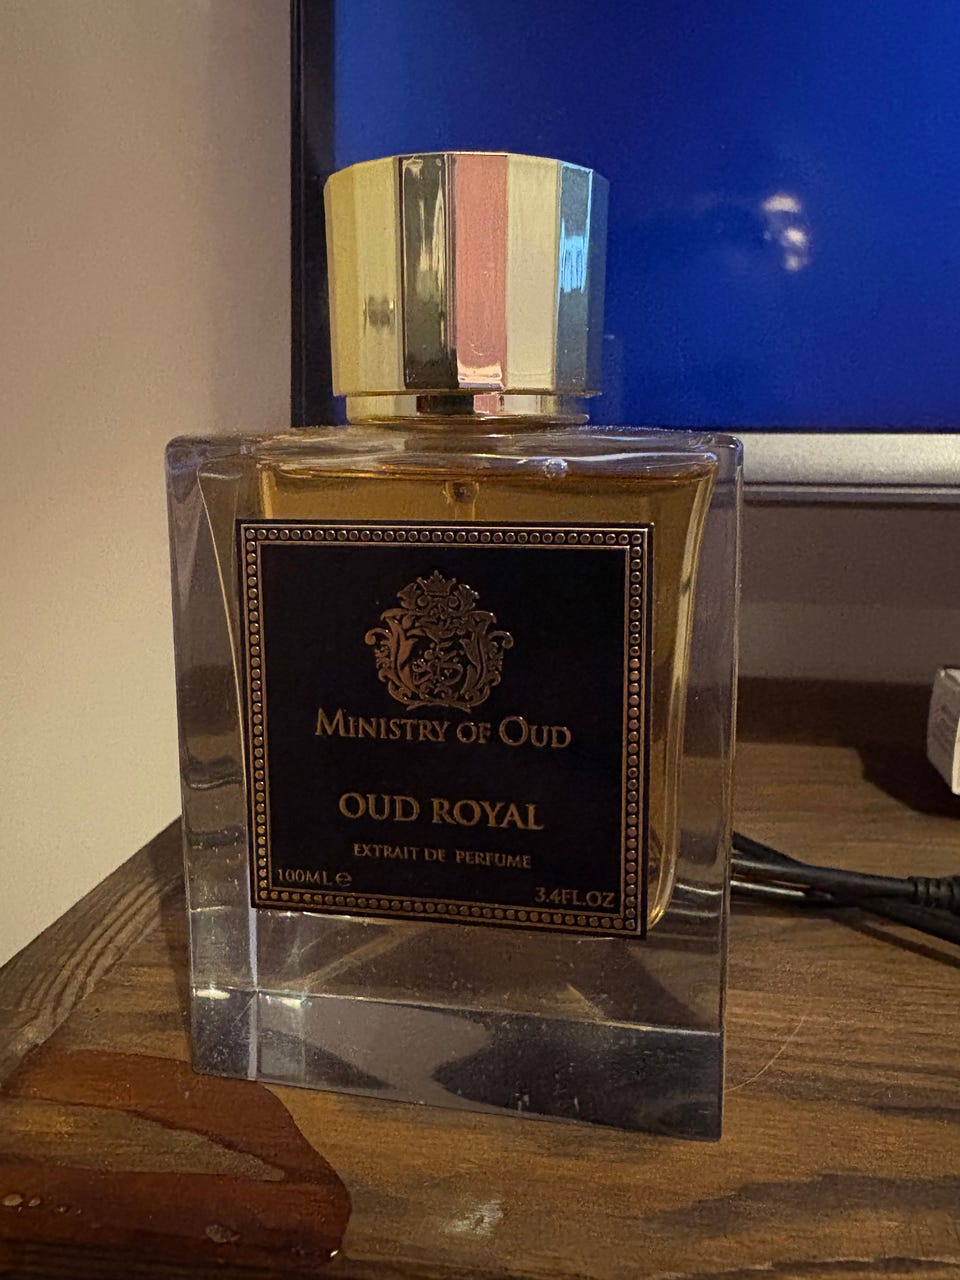 Ministry of Oud
OUD ROYAL
EXTRAIT DE PERFUME
100ML ℮
3.4FL.OZ